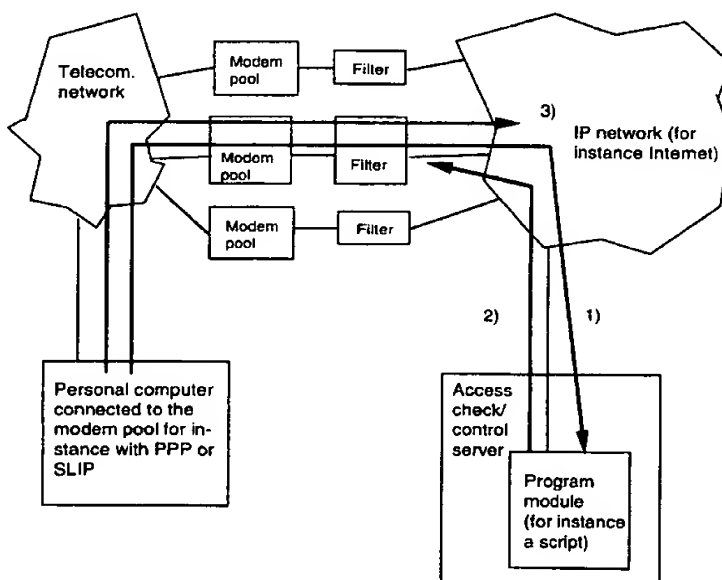 Telecom.
network
Modem
pool
Filter
3)
IP network (for
instance Internet)
Modem
pool
Filter
Modem
pool
Filter
2)
1)
Personal computer
connected to the
modem pool for in-
stance with PPP or
SLIP
Access
check/
control
server
Program
module
(for instance
a script)